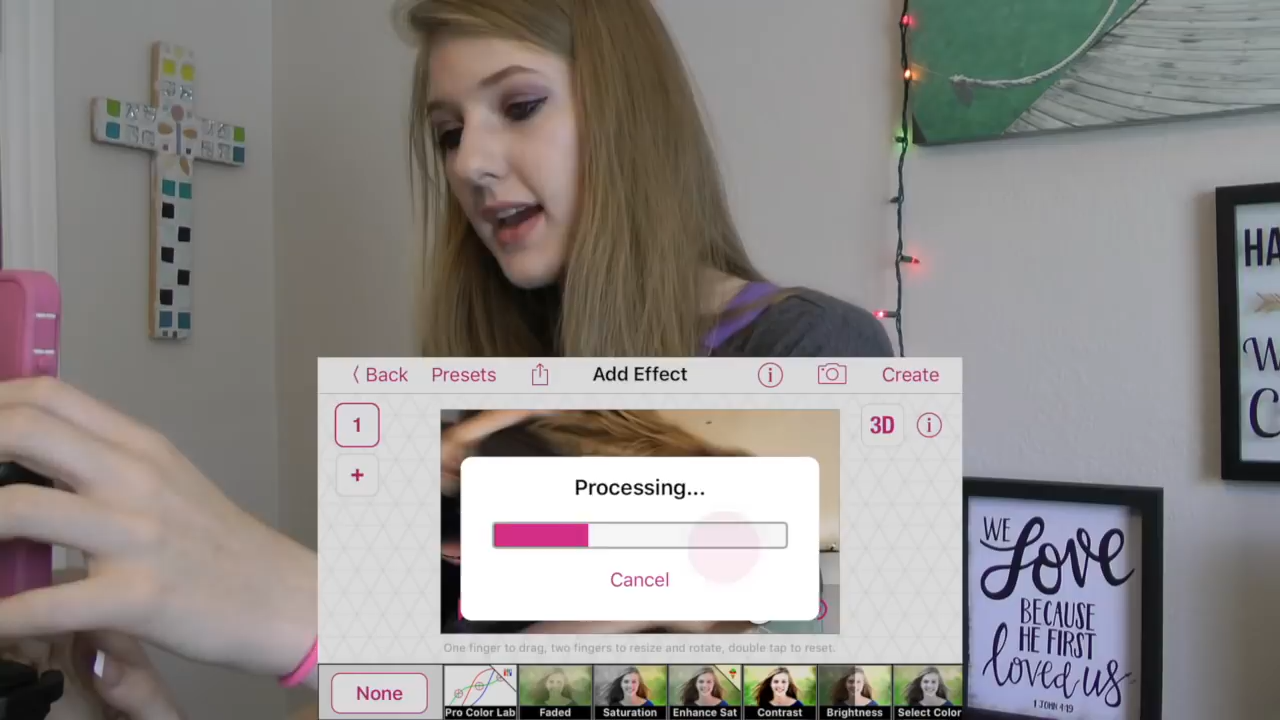 HA
W
C
‹ Back Presets Add Effect i Create
1
+
3D i
Processing...
Cancel
One finger to drag, two fingers to resize and rotate, double tap to reset.
None
Pro Color Lab Faded Saturation Enhance Sat Contrast Brightness Select Color
WE
Love
BECAUSE
HE FIRST
loved us
1 JOHN 4:19